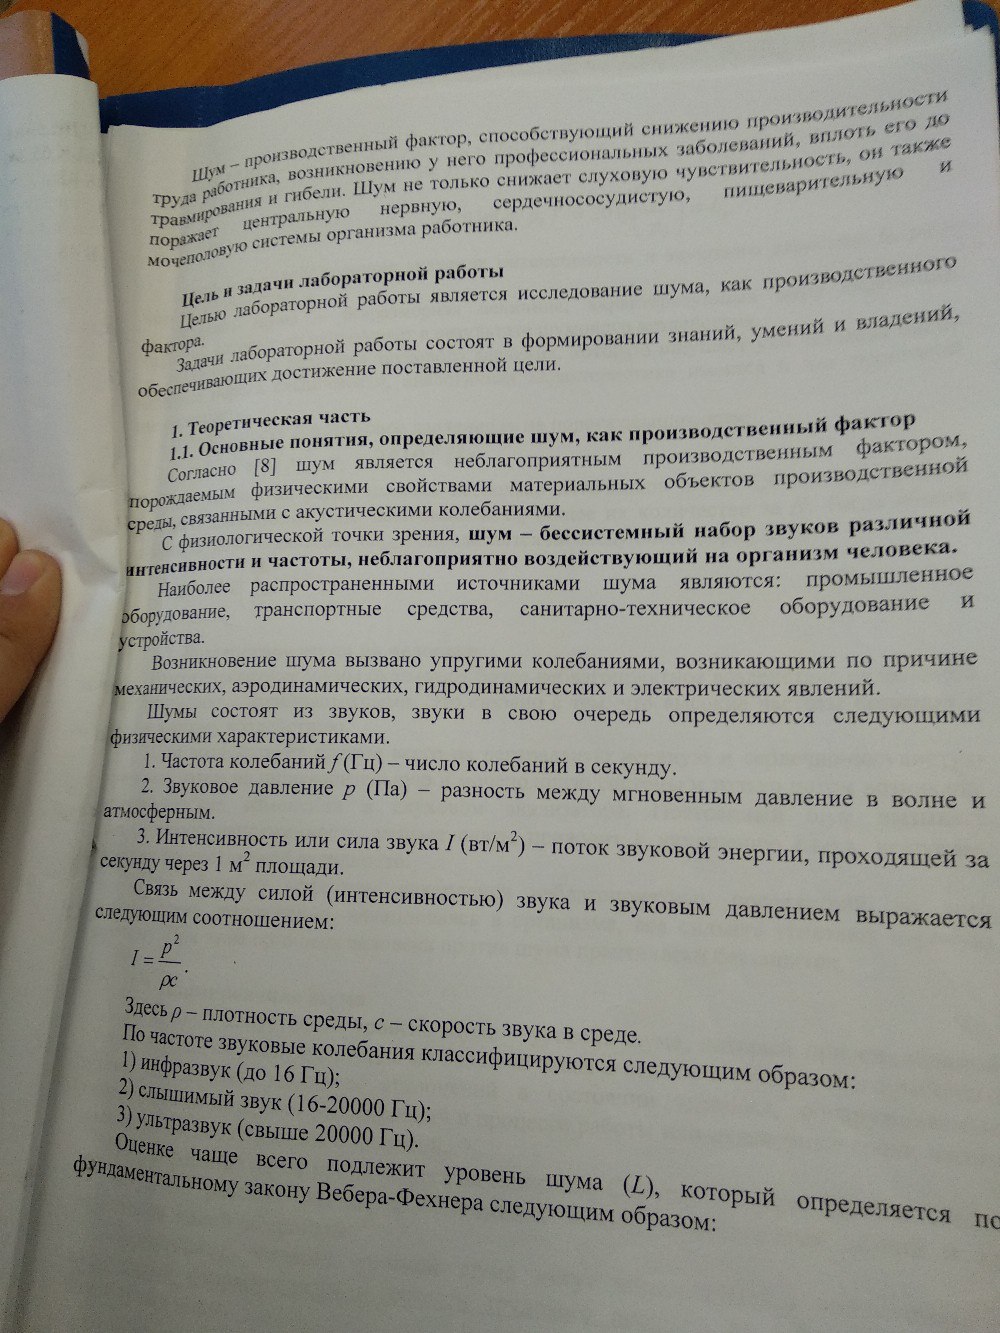 Шум – производственный фактор, способствующий снижению производительности
труда работника, возникновению у него профессиональных заболеваний, вплоть его до
травмирования и гибели. Шум не только снижает слуховую чувствительность, он также
поражает центральную нервную, сердечнососудистую, пищеварительную и
мочеполовую системы организма работника.
Цель и задачи лабораторной работы
Целью лабораторной работы является исследование шума, как производственного
фактора.
Задачи лабораторной работы состоят в формировании знаний, умений и владений,
обеспечивающих достижение поставленной цели.
1. Теоретическая часть
1.1. Основные понятия, определяющие шум, как производственный фактор
Согласно [8] шум является неблагоприятным производственным фактором,
порождаемым физическими свойствами материальных объектов производственной
среды, связанными с акустическими колебаниями.
С физиологической точки зрения, шум – бессистемный набор звуков различной
интенсивности и частоты, неблагоприятно воздействующий на организм человека.
Наиболее распространенными источниками шума являются: промышленное
оборудование, транспортные средства, санитарно-техническое оборудование и
устройства.
Возникновение шума вызвано упругими колебаниями, возникающими по причине
механических, аэродинамических, гидродинамических и электрических явлений.
Шумы состоят из звуков, звуки в свою очередь определяются следующими
физическими характеристиками.
1. Частота колебаний f (Гц) – число колебаний в секунду.
2. Звуковое давление p (Па) – разность между мгновенным давление в волне и
атмосферным.
3. Интенсивность или сила звука I (вт/м²) – поток звуковой энергии, проходящей за
секунду через 1 м² площади.
Связь между силой (интенсивностью) звука и звуковым давлением выражается
следующим соотношением:
I = p²/ρc.
Здесь ρ – плотность среды, c – скорость звука в среде.
По частоте звуковые колебания классифицируются следующим образом:
1) инфразвук (до 16 Гц);
2) слышимый звук (16-20000 Гц);
3) ультразвук (свыше 20000 Гц).
Оценке чаще всего подлежит уровень шума (L), который определяется по
фундаментальному закону Вебера-Фехнера следующим образом: